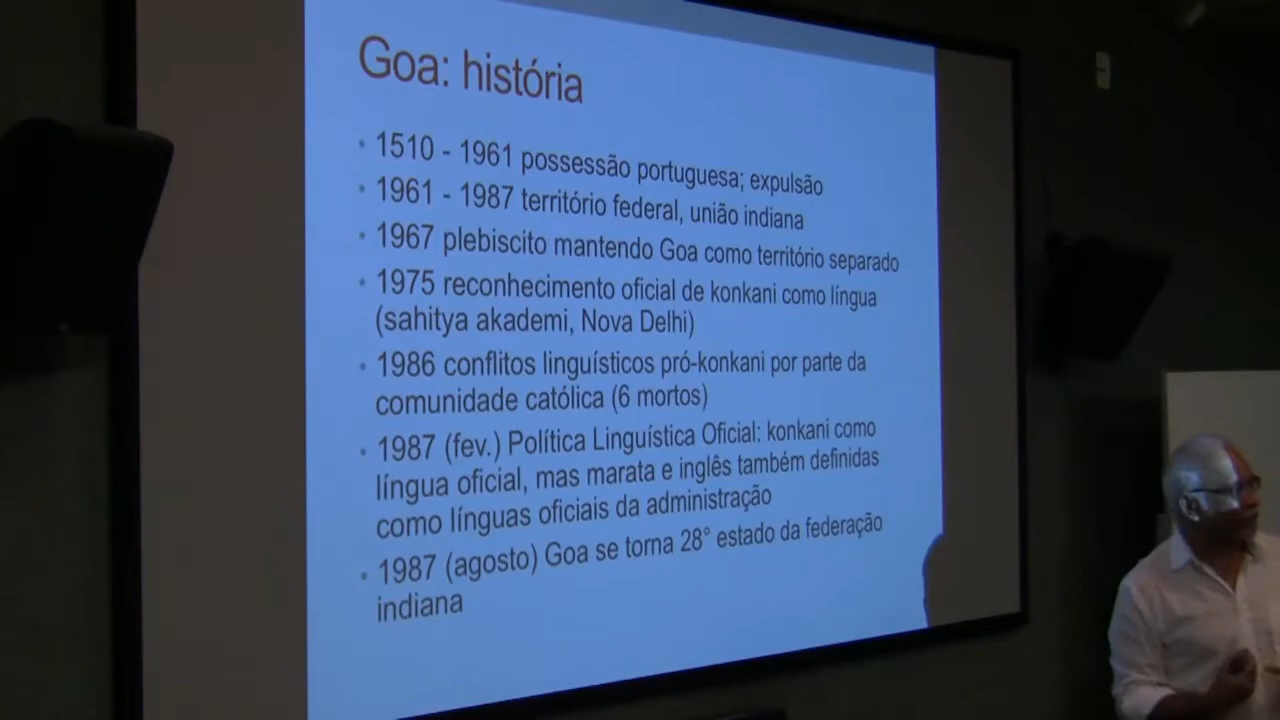 Goa: história
• 1510 - 1961 possessão portuguesa; expulsão
• 1961 - 1987 território federal, união indiana
• 1967 plebiscito mantendo Goa como território separado
• 1975 reconhecimento oficial de konkani como língua
(sahitya akademi, Nova Delhi)
• 1986 conflitos linguísticos pró-konkani por parte da
comunidade católica (6 mortos)
• 1987 (fev.) Política Linguística Oficial: konkani como
língua oficial, mas marata e inglês também definidas
como línguas oficiais da administração
• 1987 (agosto) Goa se torna 28° estado da federação
indiana